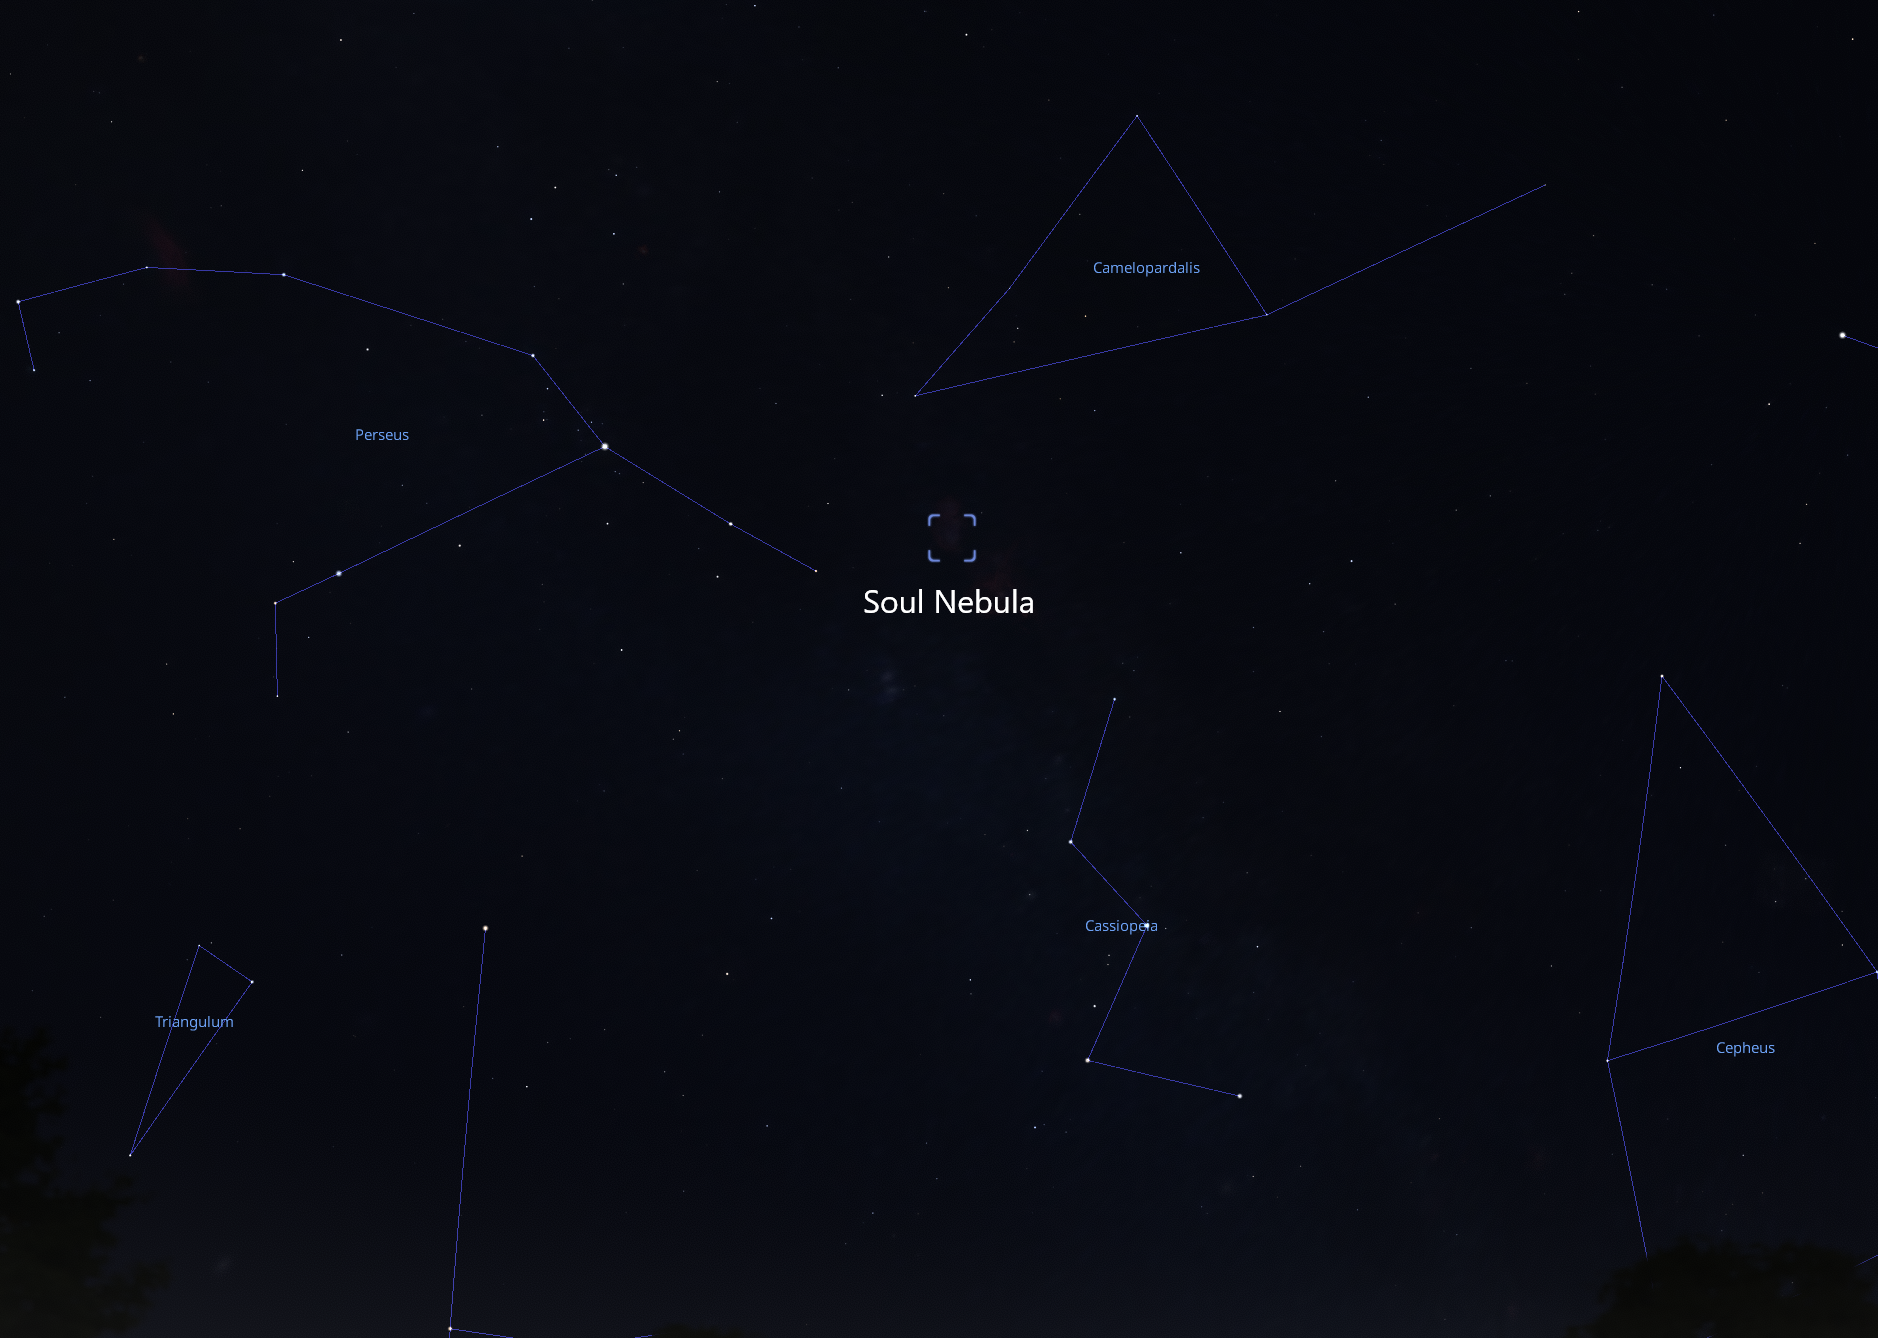 Camelopardalis
Perseus
Soul Nebula
Cassiopeia
Triangulum
Cepheus